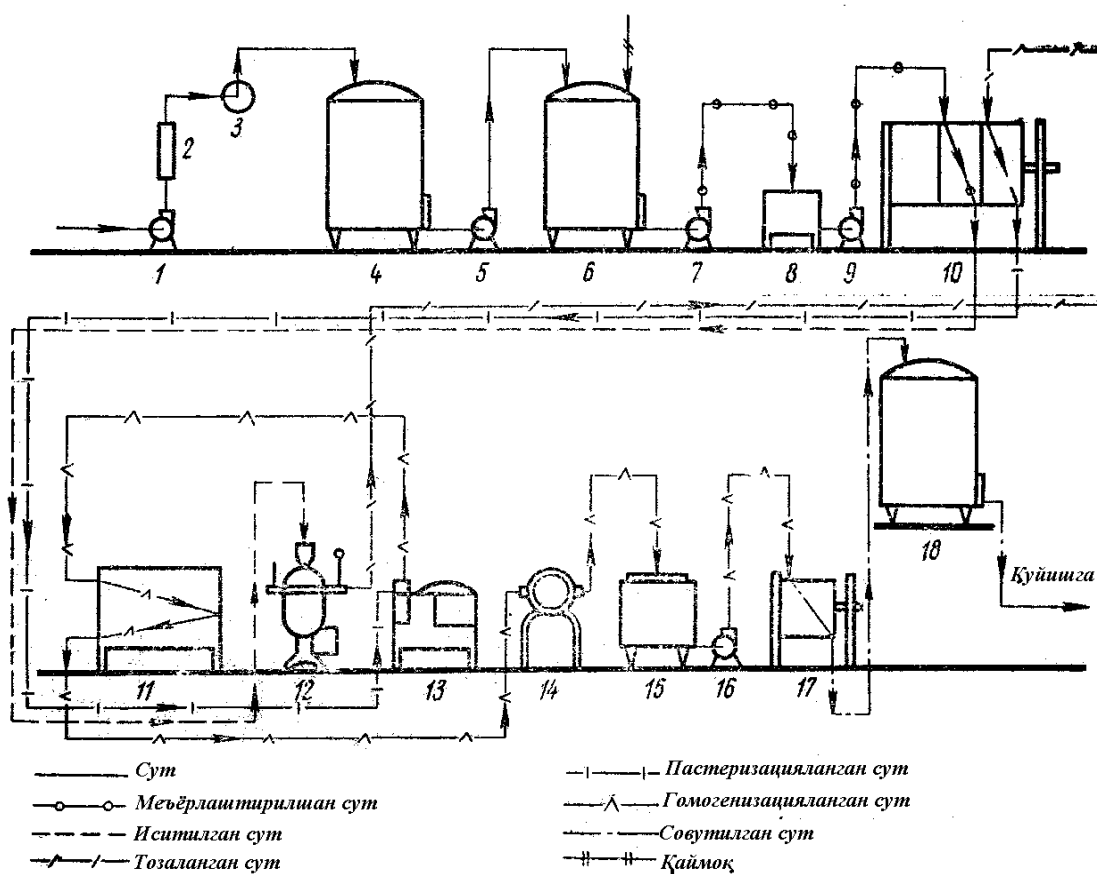 2
3
1 4 5 6 7 8 9 10
18
Қуйишга
11 12 13 14 15 16 17
Сут
Меъёрлаштирилшан сут
Иситилган сут
Тозаланган сут
Пастеризацияланган сут
Гомогенизацияланган сут
Совутилган сут
Қаймоқ